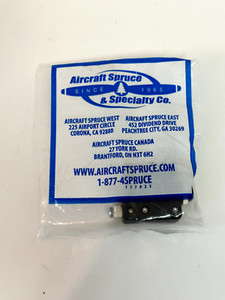 Aircraft Spruce
SINCE 1965
& Specialty Co.
AIRCRAFT SPRUCE WEST
225 AIRPORT CIRCLE
CORONA, CA 92880
AIRCRAFT SPRUCE EAST
452 DIVIDEND DRIVE
PEACHTREE CITY, GA 30269
AIRCRAFT SPRUCE CANADA
27 YORK RD.
BRANTFORD, ON N3T 6H2
WWW.AIRCRAFTSPRUCE.COM
1-877-4SPRUCE
777823